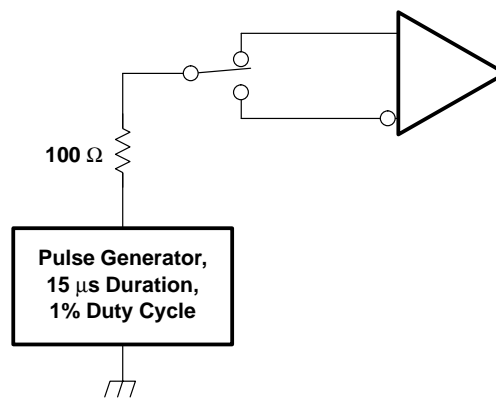 100 Ω
Pulse Generator,
15 μs Duration,
1% Duty Cycle